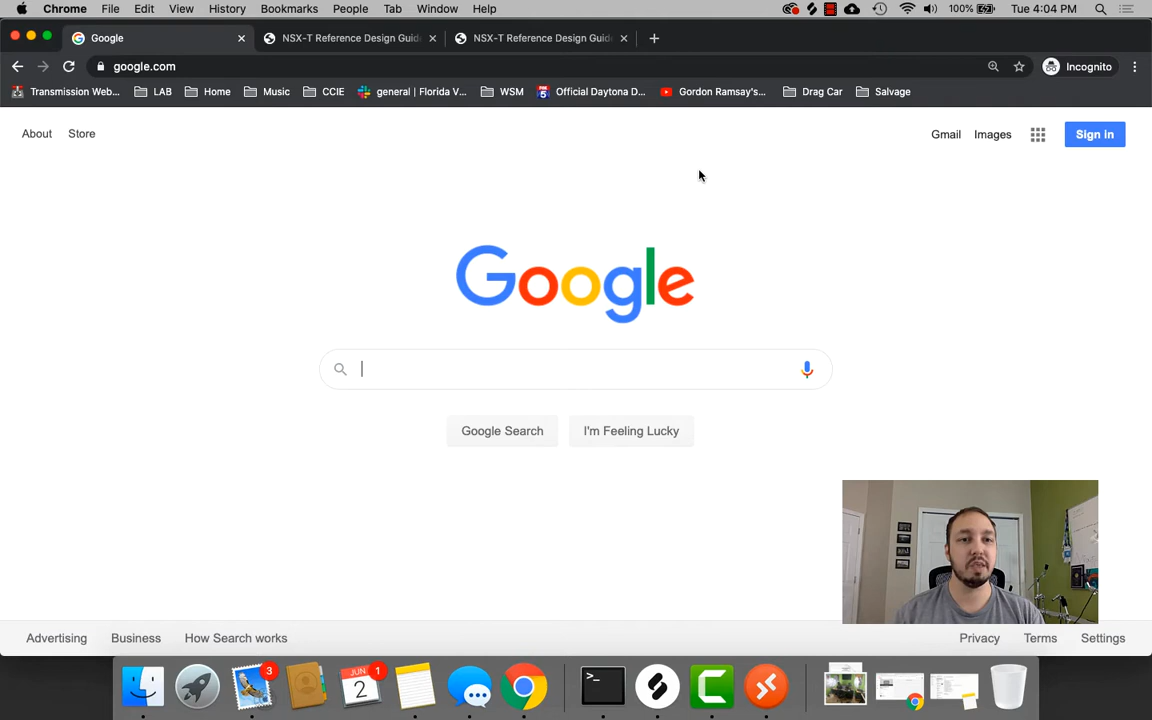 Chrome File Edit View History Bookmarks People Tab Window Help 100% Tue 4:04 PM
Google NSX-T Reference Design Guid NSX-T Reference Design Guid
google.com Incognito
Transmission Web... LAB Home Music CCIE general | Florida V... WSM Official Daytona D... Gordon Ramsay's... Drag Car Salvage
About Store Gmail Images Sign in
Google
Google Search I'm Feeling Lucky
Advertising Business How Search works Privacy Terms Settings
3
JUN 1
2
>_